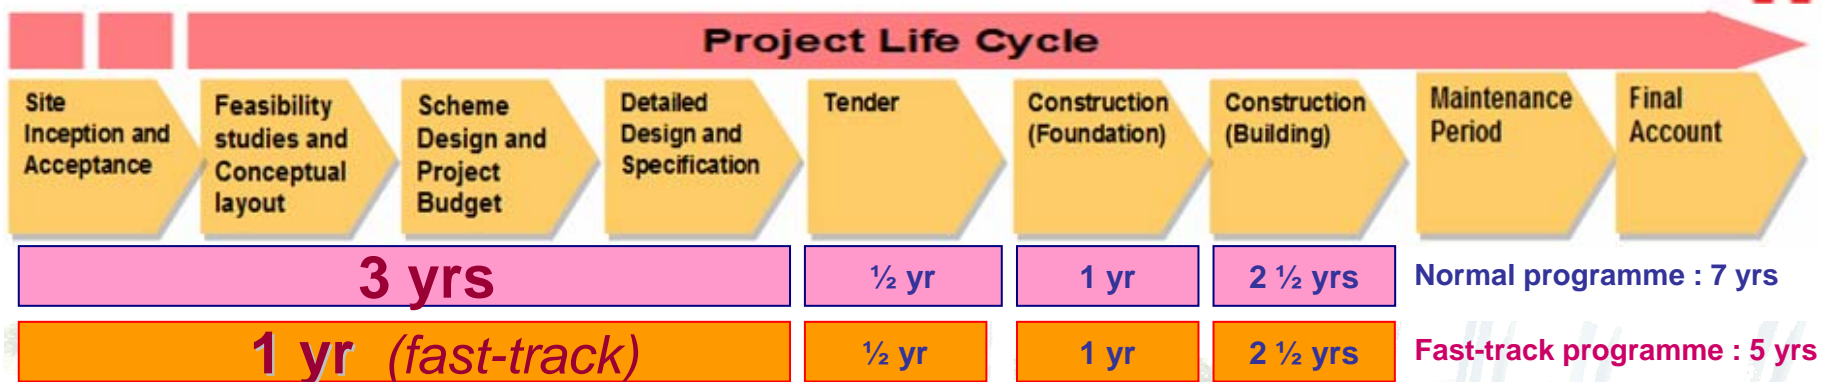 Project Life Cycle
Site
Inception and
Acceptance
Feasibility
studies and
Conceptual
layout
Scheme
Design and
Project
Budget
Detailed
Design and
Specification
Tender
Construction
(Foundation)
Construction
(Building)
Maintenance
Period
Final
Account
3 yrs
½ yr
1 yr
2 ½ yrs
Normal programme : 7 yrs
1 yr (fast-track)
½ yr
1 yr
2 ½ yrs
Fast-track programme : 5 yrs